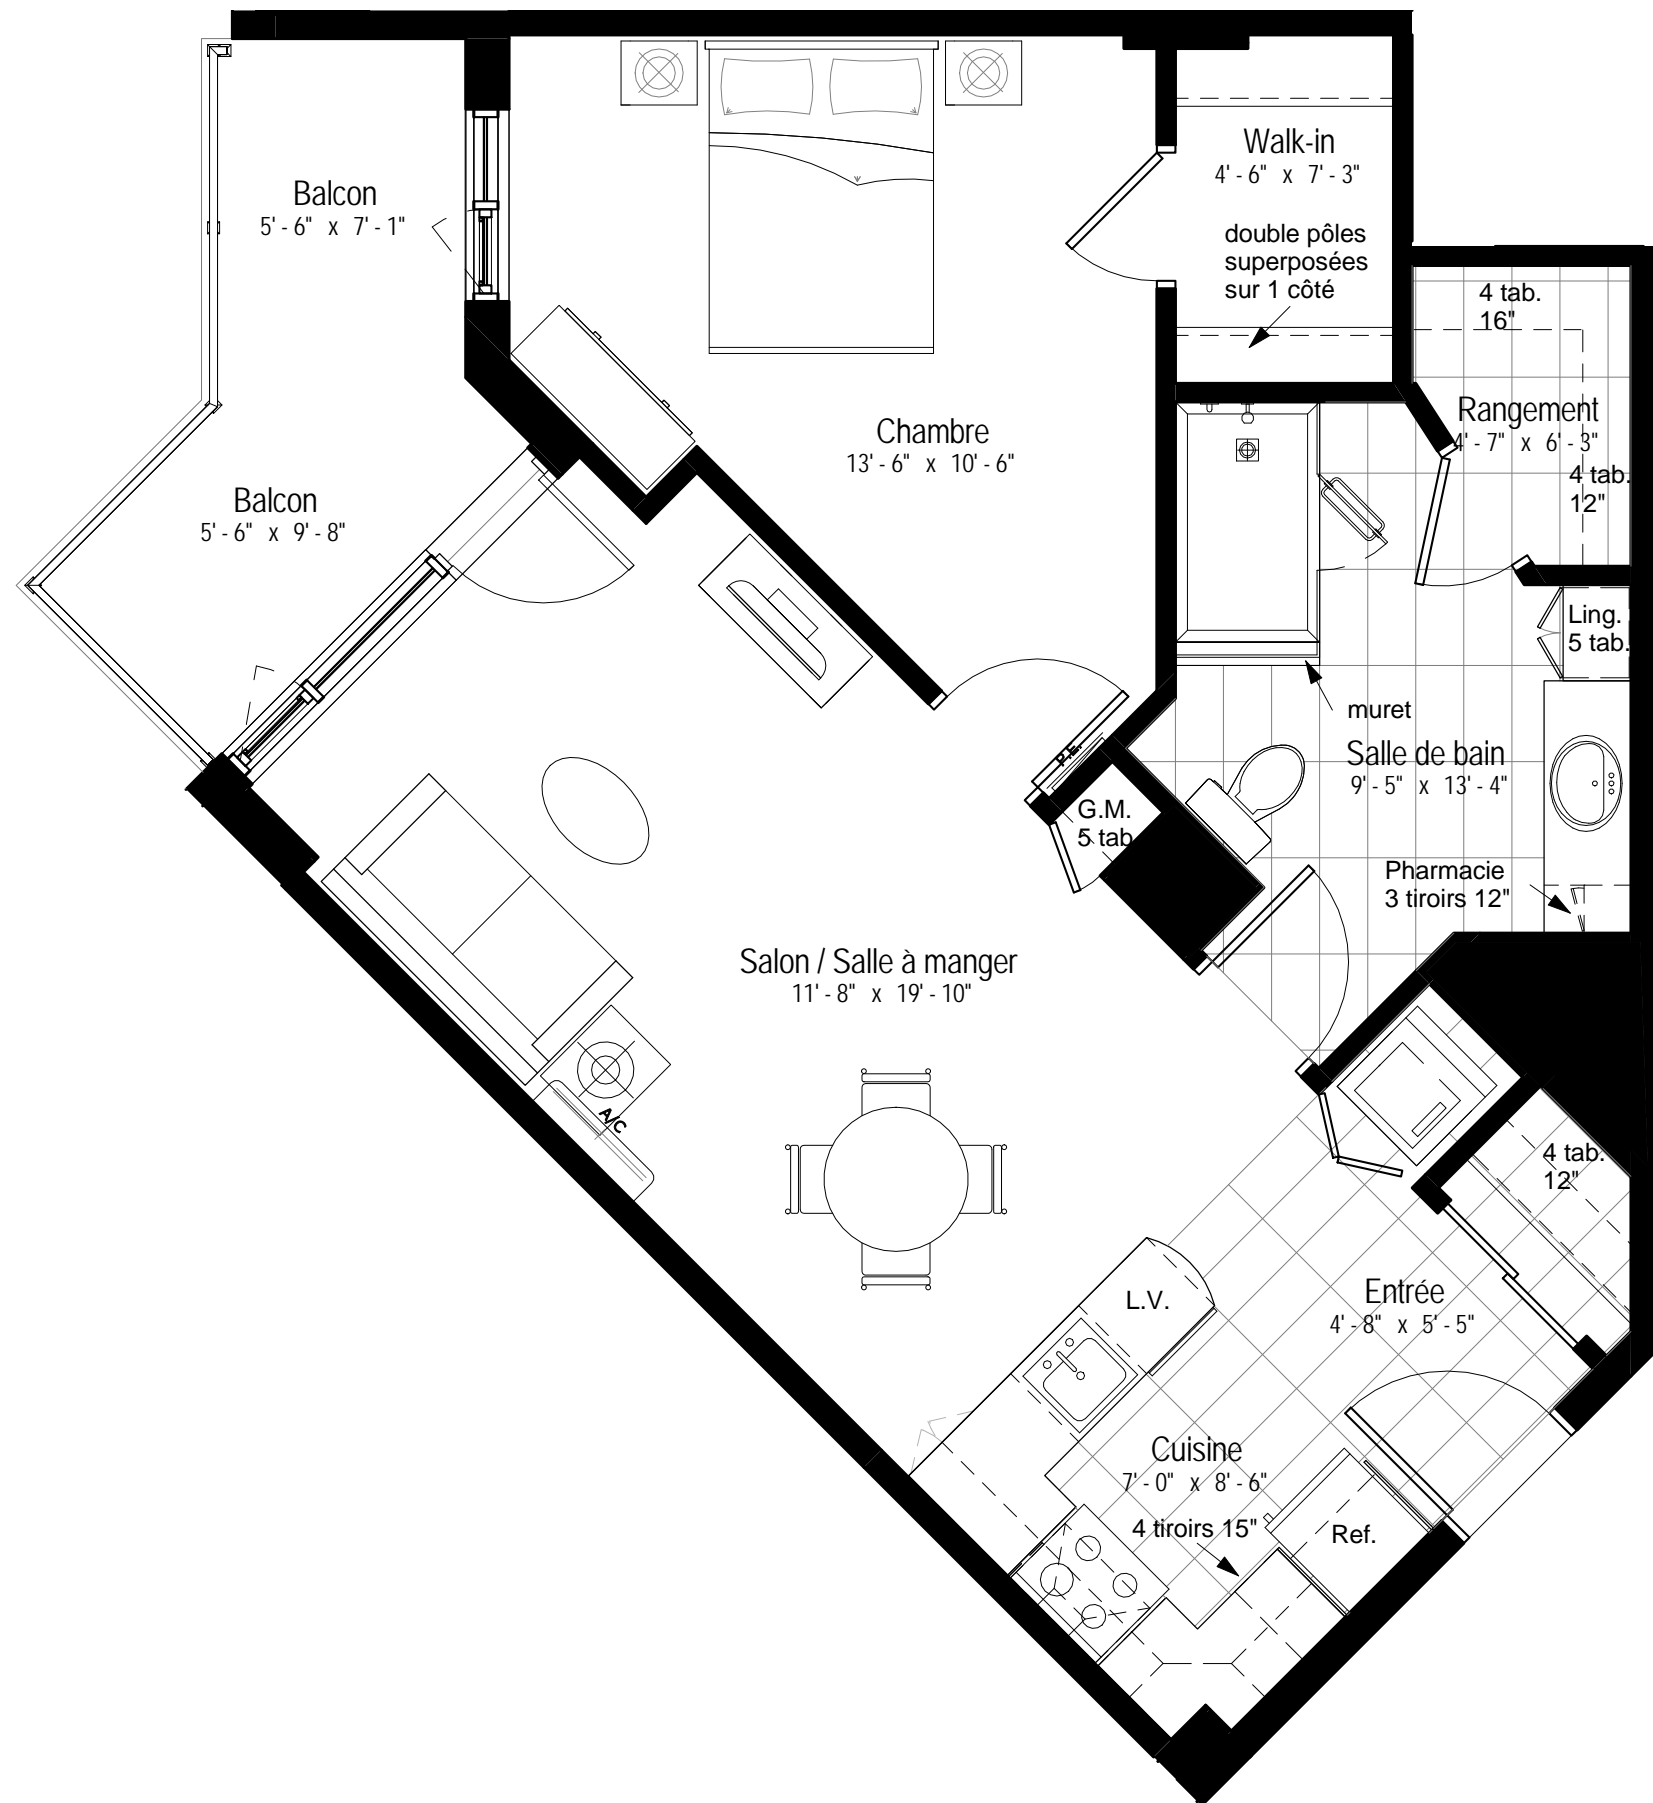 Walk-in
4' - 6" x 7' - 3"
double pôles
superposées
sur 1 côté
Balcon
5' - 6" x 7' - 1"
4 tab.
16"
Rangement
4' - 7" x 6' - 3"
4 tab.
12"
Chambre
13' - 6" x 10' - 6"
Balcon
5' - 6" x 9' - 8"
Ling.
5 tab.
muret
Salle de bain
9' - 5" x 13' - 4"
P.E.
G.M.
5 tab.
Pharmacie
3 tiroirs 12"
Salon / Salle à manger
11' - 8" x 19' - 10"
A/C
4 tab.
12"
Entrée
4' - 8" x 5' - 5"
L.V.
Cuisine
7' - 0" x 8' - 6"
4 tiroirs 15"
Ref.